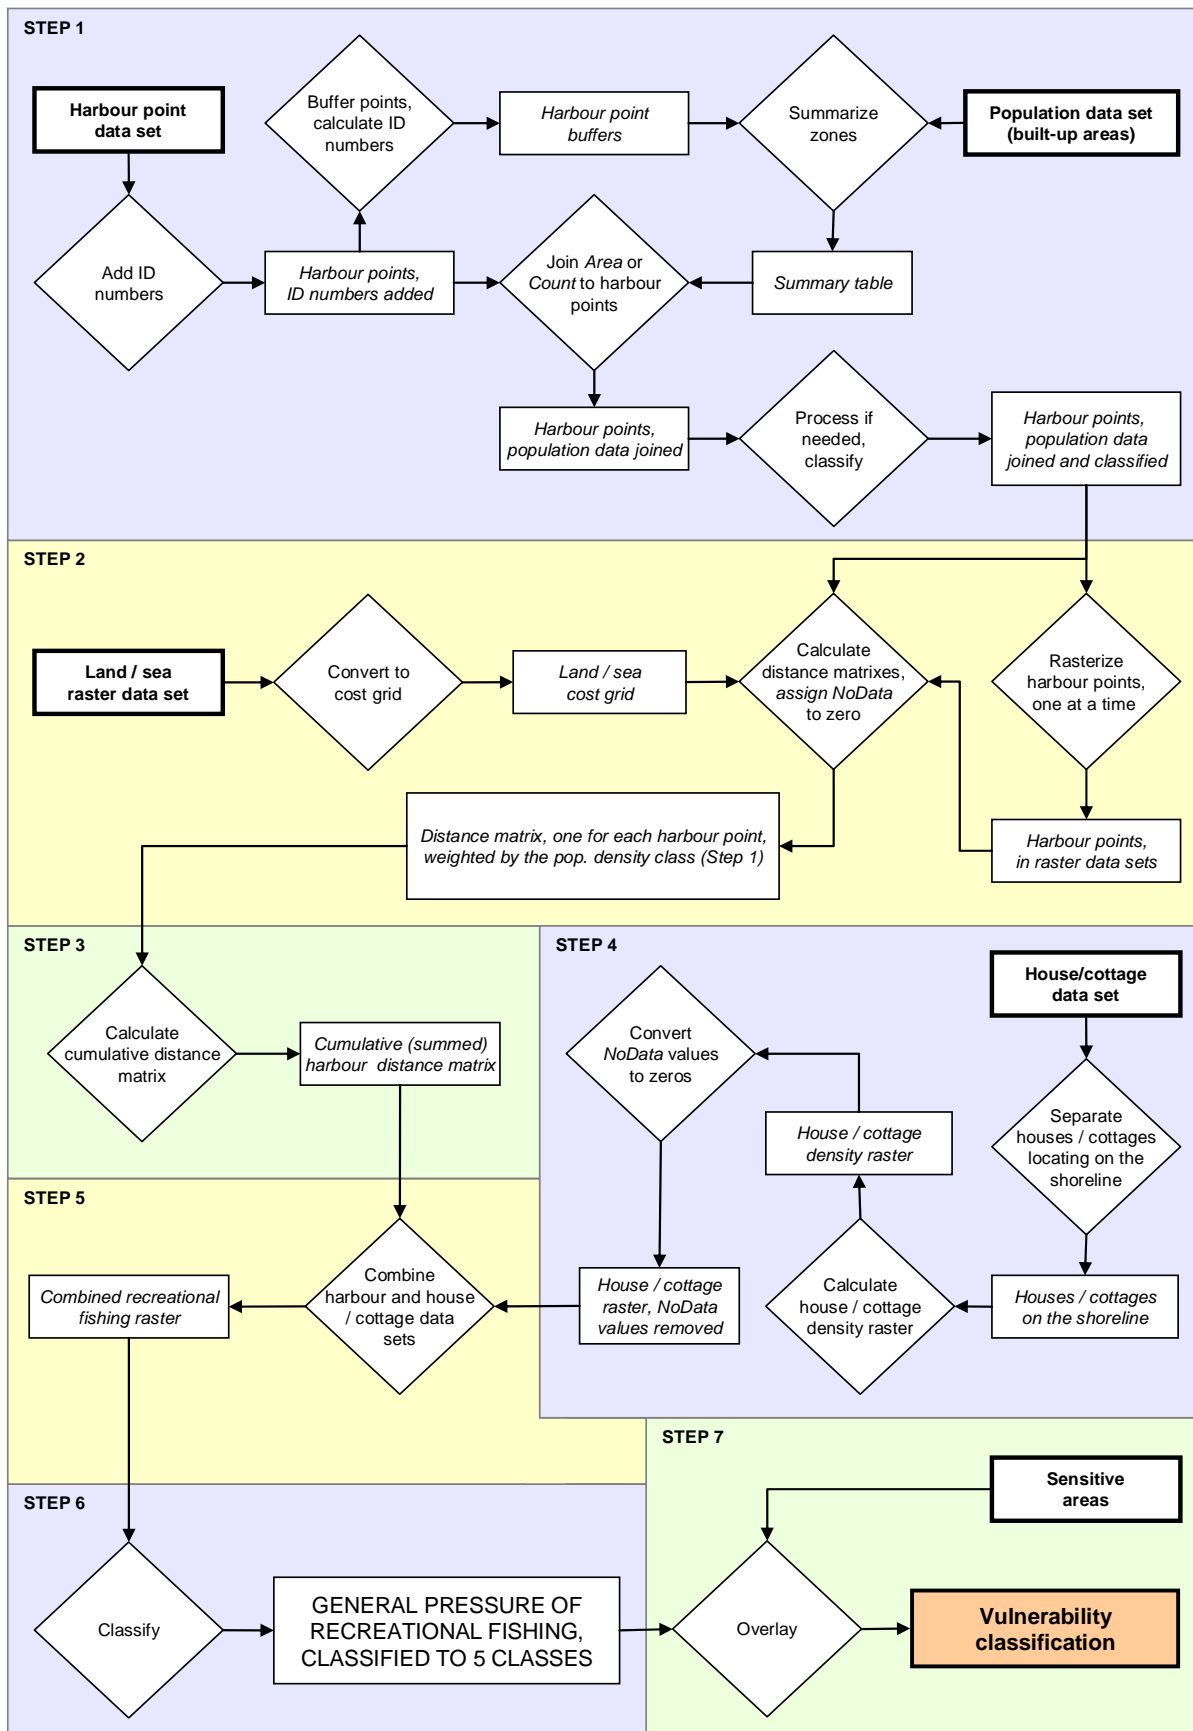 STEP 1
Harbour point
data set
Buffer points,
calculate ID
numbers
Harbour point
buffers
Summarize
zones
Population data set
(built-up areas)
Add ID
numbers
Harbour points,
ID numbers added
Join Area or
Count to harbour
points
Summary table
Harbour points,
population data joined
Process if
needed,
classify
Harbour points,
population data
joined and classified
STEP 2
Land / sea
raster data set
Convert to
cost grid
Land / sea
cost grid
Calculate
distance matrixes,
assign NoData
to zero
Rasterize
harbour points,
one at a time
Distance matrix, one for each harbour point,
weighted by the pop. density class (Step 1)
Harbour points,
in raster data sets
STEP 3
Calculate
cumulative distance
matrix
Cumulative (summed)
harbour distance matrix
STEP 4
House/cottage
data set
Convert
NoData values
to zeros
House / cottage
density raster
Separate
houses / cottages
locating on the
shoreline
House / cottage
raster, NoData
values removed
Calculate
house / cottage
density raster
Houses / cottages
on the shoreline
STEP 5
Combined recreational
fishing raster
Combine
harbour and house
/ cottage data
sets
STEP 6
Classify
GENERAL PRESSURE OF
RECREATIONAL FISHING,
CLASSIFIED TO 5 CLASSES
STEP 7
Sensitive
areas
Overlay
Vulnerability
classification